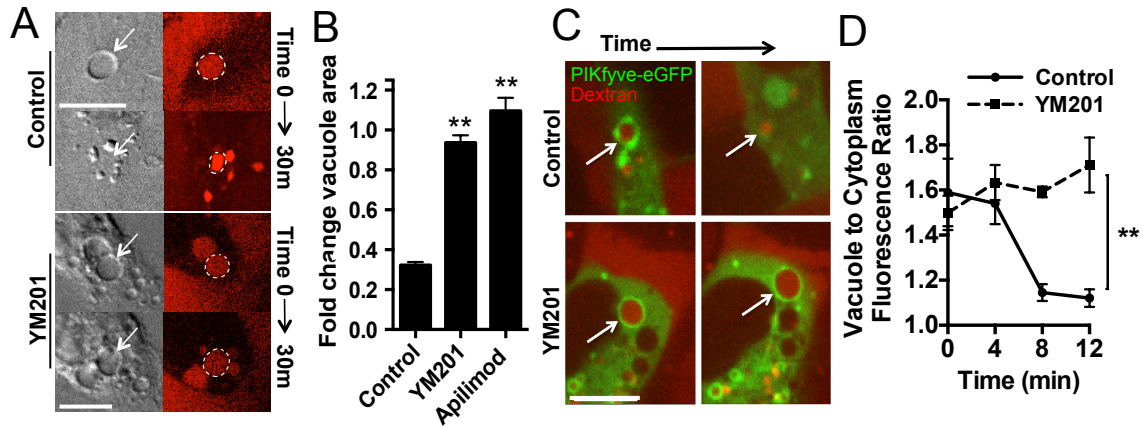 A
Control
YM201
Time 0
30m
Time 0
30m
B
Fold change vacuole area
1.2
1.0
0.8
0.6
0.4
0.2
0.0
**
**
Control
YM201
Apilimod
C
Time
PIKfyve-eGFP
Dextran
Control
YM201
D
Control
YM201
Vacuole to Cytoplasm
Fluorescence Ratio
2.0
1.8
1.6
1.4
1.2
1.0
**
0 4 8 12
Time (min)